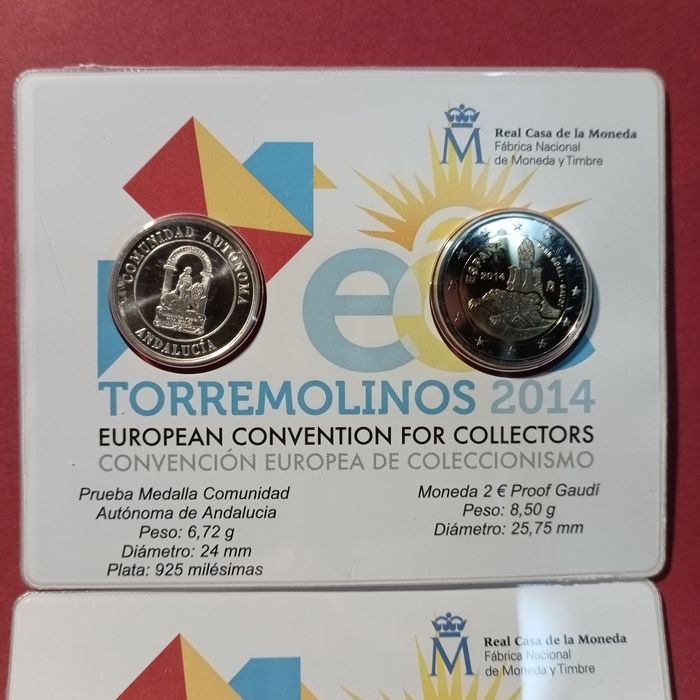 Real Casa de la Moneda
Fábrica Nacional
de Moneda y Timbre
COMUNIDAD AUTÓNOMA
ANDALUCÍA
ESPAÑA
2014
TORREMOLINOS 2014
EUROPEAN CONVENTION FOR COLLECTORS
CONVENCIÓN EUROPEA DE COLECCIONISMO
Prueba Medalla Comunidad
Autónoma de Andalucia
Peso: 6,72 g
Diámetro: 24 mm
Plata: 925 milésimas
Moneda 2 € Proof Gaudí
Peso: 8,50 g
Diámetro: 25,75 mm
Real Casa de la Moneda
Fábrica Nacional
de Moneda y Timbre